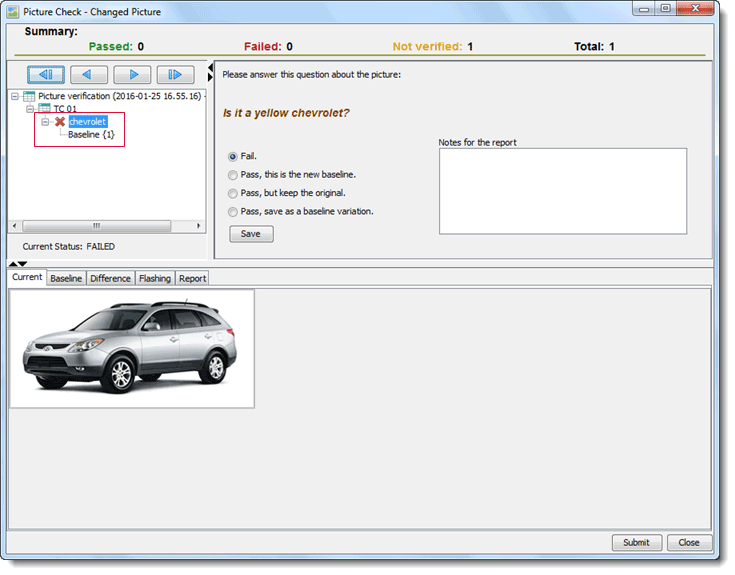 Picture Check - Changed Picture
Summary:
Passed: 0 Failed: 0 Not verified: 1 Total: 1
Picture verification (2016-01-25 16.55.16) -
TC 01
chevrolet
Baseline {1}
Current Status: FAILED
Please answer this question about the picture:
Is it a yellow chevrolet?
Fail.
Pass, this is the new baseline.
Pass, but keep the original.
Pass, save as a baseline variation.
Save
Notes for the report
Current Baseline Difference Flashing Report
Submit Close